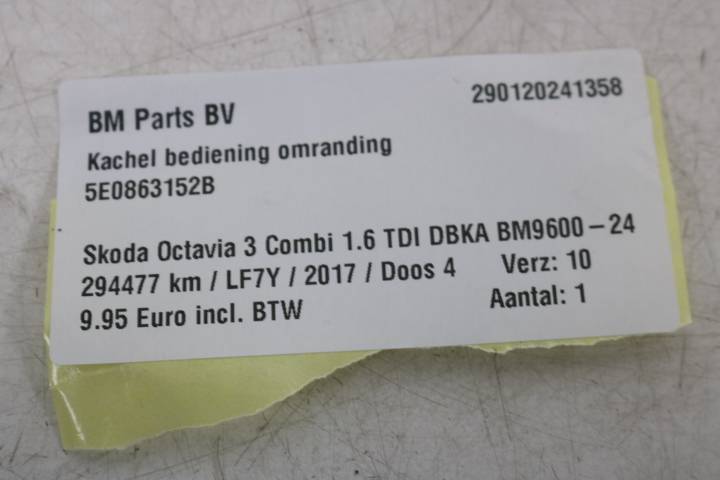 BM Parts BV 290120241358
Kachel bediening omranding
5E0863152B
Skoda Octavia 3 Combi 1.6 TDI DBKA BM9600-24
294477 km / LF7Y / 2017 / Doos 4 Verz: 10
9.95 Euro incl. BTW Aantal: 1